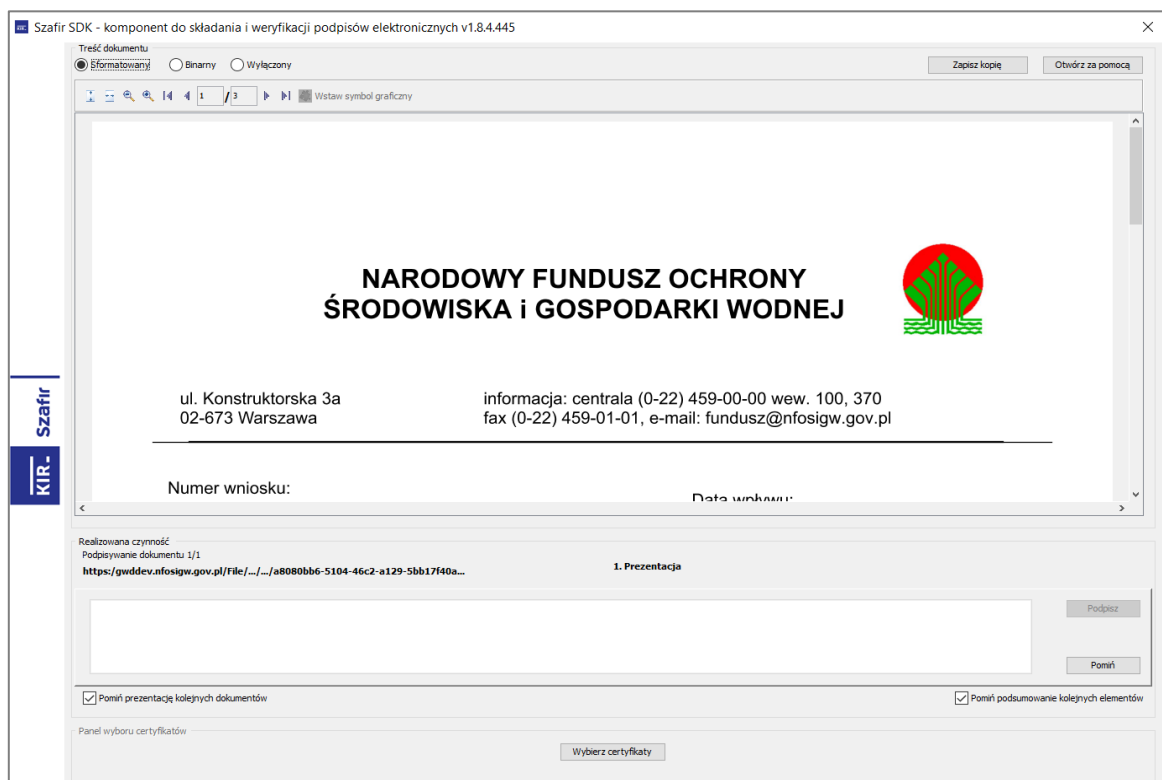 Szafir SDK - komponent do składania i weryfikacji podpisów elektronicznych v1.8.4.445
Treść dokumentu
Sformatowany Binarny Wyłączony Zapisz kopię Otwórz za pomocą
1 / 3 Wstaw symbol graficzny
NARODOWY FUNDUSZ OCHRONY
ŚRODOWISKA i GOSPODARKI WODNEJ
ul. Konstruktorska 3a informacja: centrala (0-22) 459-00-00 wew. 100, 370
02-673 Warszawa fax (0-22) 459-01-01, e-mail: fundusz@nfosigw.gov.pl
Numer wniosku:
Data wpływu:
Szafir
KIR
Realizowana czynność
Podpisywanie dokumentu 1/1
https:/gwddev.nfosigw.gov.pl/File/.../.../a8080bb6-5104-46c2-a129-5bb17f40a... 1. Prezentacja
Podpisz
Pomiń
Pomiń prezentację kolejnych dokumentów Pomiń podsumowanie kolejnych elementów
Panel wyboru certyfikatów
Wybierz certyfikaty